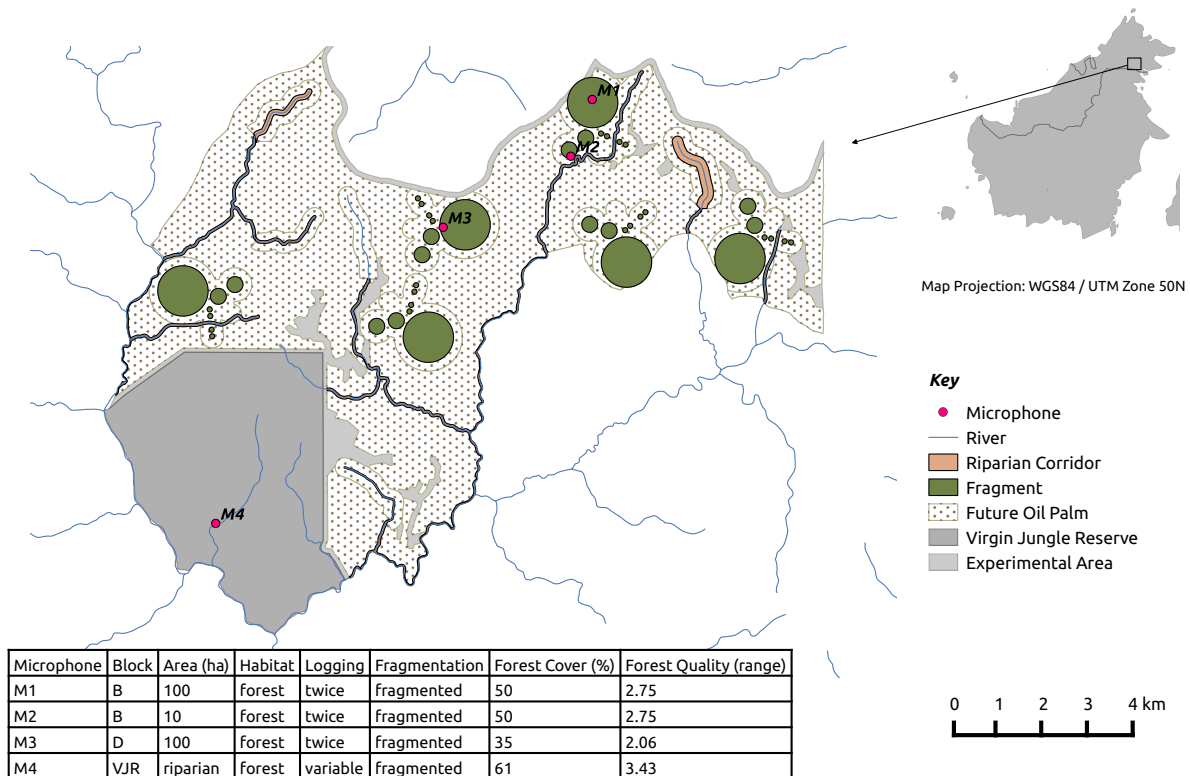 M1
M2
M3
M4
Map Projection: WGS84 / UTM Zone 50N
Key
Microphone
River
Riparian Corridor
Fragment
Future Oil Palm
Virgin Jungle Reserve
Experimental Area
Microphone Block Area (ha) Habitat Logging Fragmentation Forest Cover (%) Forest Quality (range)
M1 B 100 forest twice fragmented 50 2.75
M2 B 10 forest twice fragmented 50 2.75
M3 D 100 forest twice fragmented 35 2.06
M4 VJR riparian forest variable fragmented 61 3.43
0 1 2 3 4 km